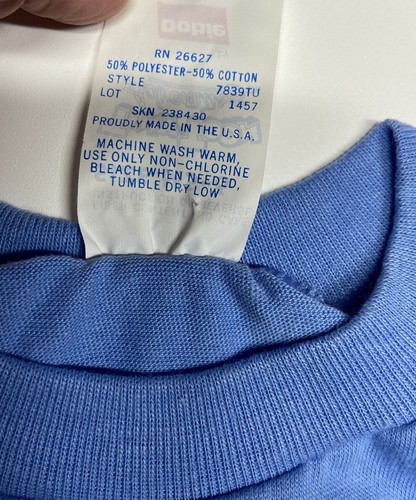 RN 26627
50% POLYESTER-50% COTTON
STYLE 7839TU
LOT 1457
SKN 238430
PROUDLY MADE IN THE U.S.A.
MACHINE WASH WARM,
USE ONLY NON-CHLORINE
BLEACH WHEN NEEDED,
TUMBLE DRY LOW